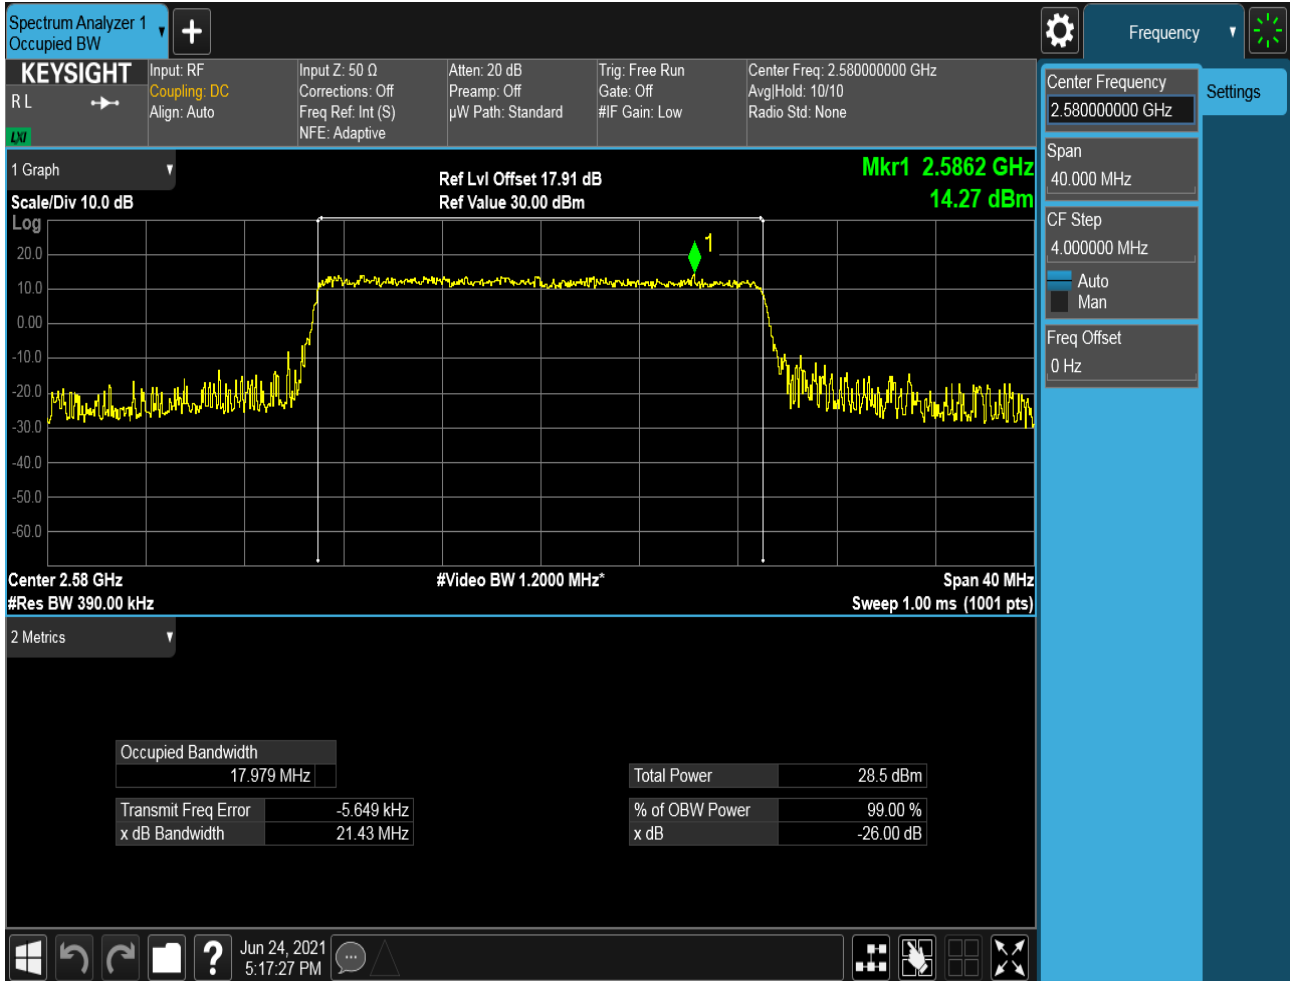 Spectrum Analyzer 1
Occupied BW
+
Frequency
KEYSIGHT
R L
LXI
Input: RF
Coupling: DC
Align: Auto
Input Z: 50 Ω
Corrections: Off
Freq Ref: Int (S)
NFE: Adaptive
Atten: 20 dB
Preamp: Off
µW Path: Standard
Trig: Free Run
Gate: Off
#IF Gain: Low
Center Freq: 2.580000000 GHz
Avg|Hold: 10/10
Radio Std: None
Center Frequency
2.580000000 GHz
Settings
Span
40.000 MHz
CF Step
4.000000 MHz
Auto
Man
Freq Offset
0 Hz
1 Graph
Scale/Div 10.0 dB
Ref Lvl Offset 17.91 dB
Ref Value 30.00 dBm
Mkr1 2.5862 GHz
14.27 dBm
Log
1
20.0
10.0
0.00
-10.0
-20.0
-30.0
-40.0
-50.0
-60.0
Center 2.58 GHz
#Video BW 1.2000 MHz*
Span 40 MHz
#Res BW 390.00 kHz
Sweep 1.00 ms (1001 pts)
2 Metrics
Occupied Bandwidth
17.979 MHz
Total Power 28.5 dBm
Transmit Freq Error -5.649 kHz
% of OBW Power 99.00 %
x dB Bandwidth 21.43 MHz
x dB -26.00 dB
?
Jun 24, 2021
5:17:27 PM